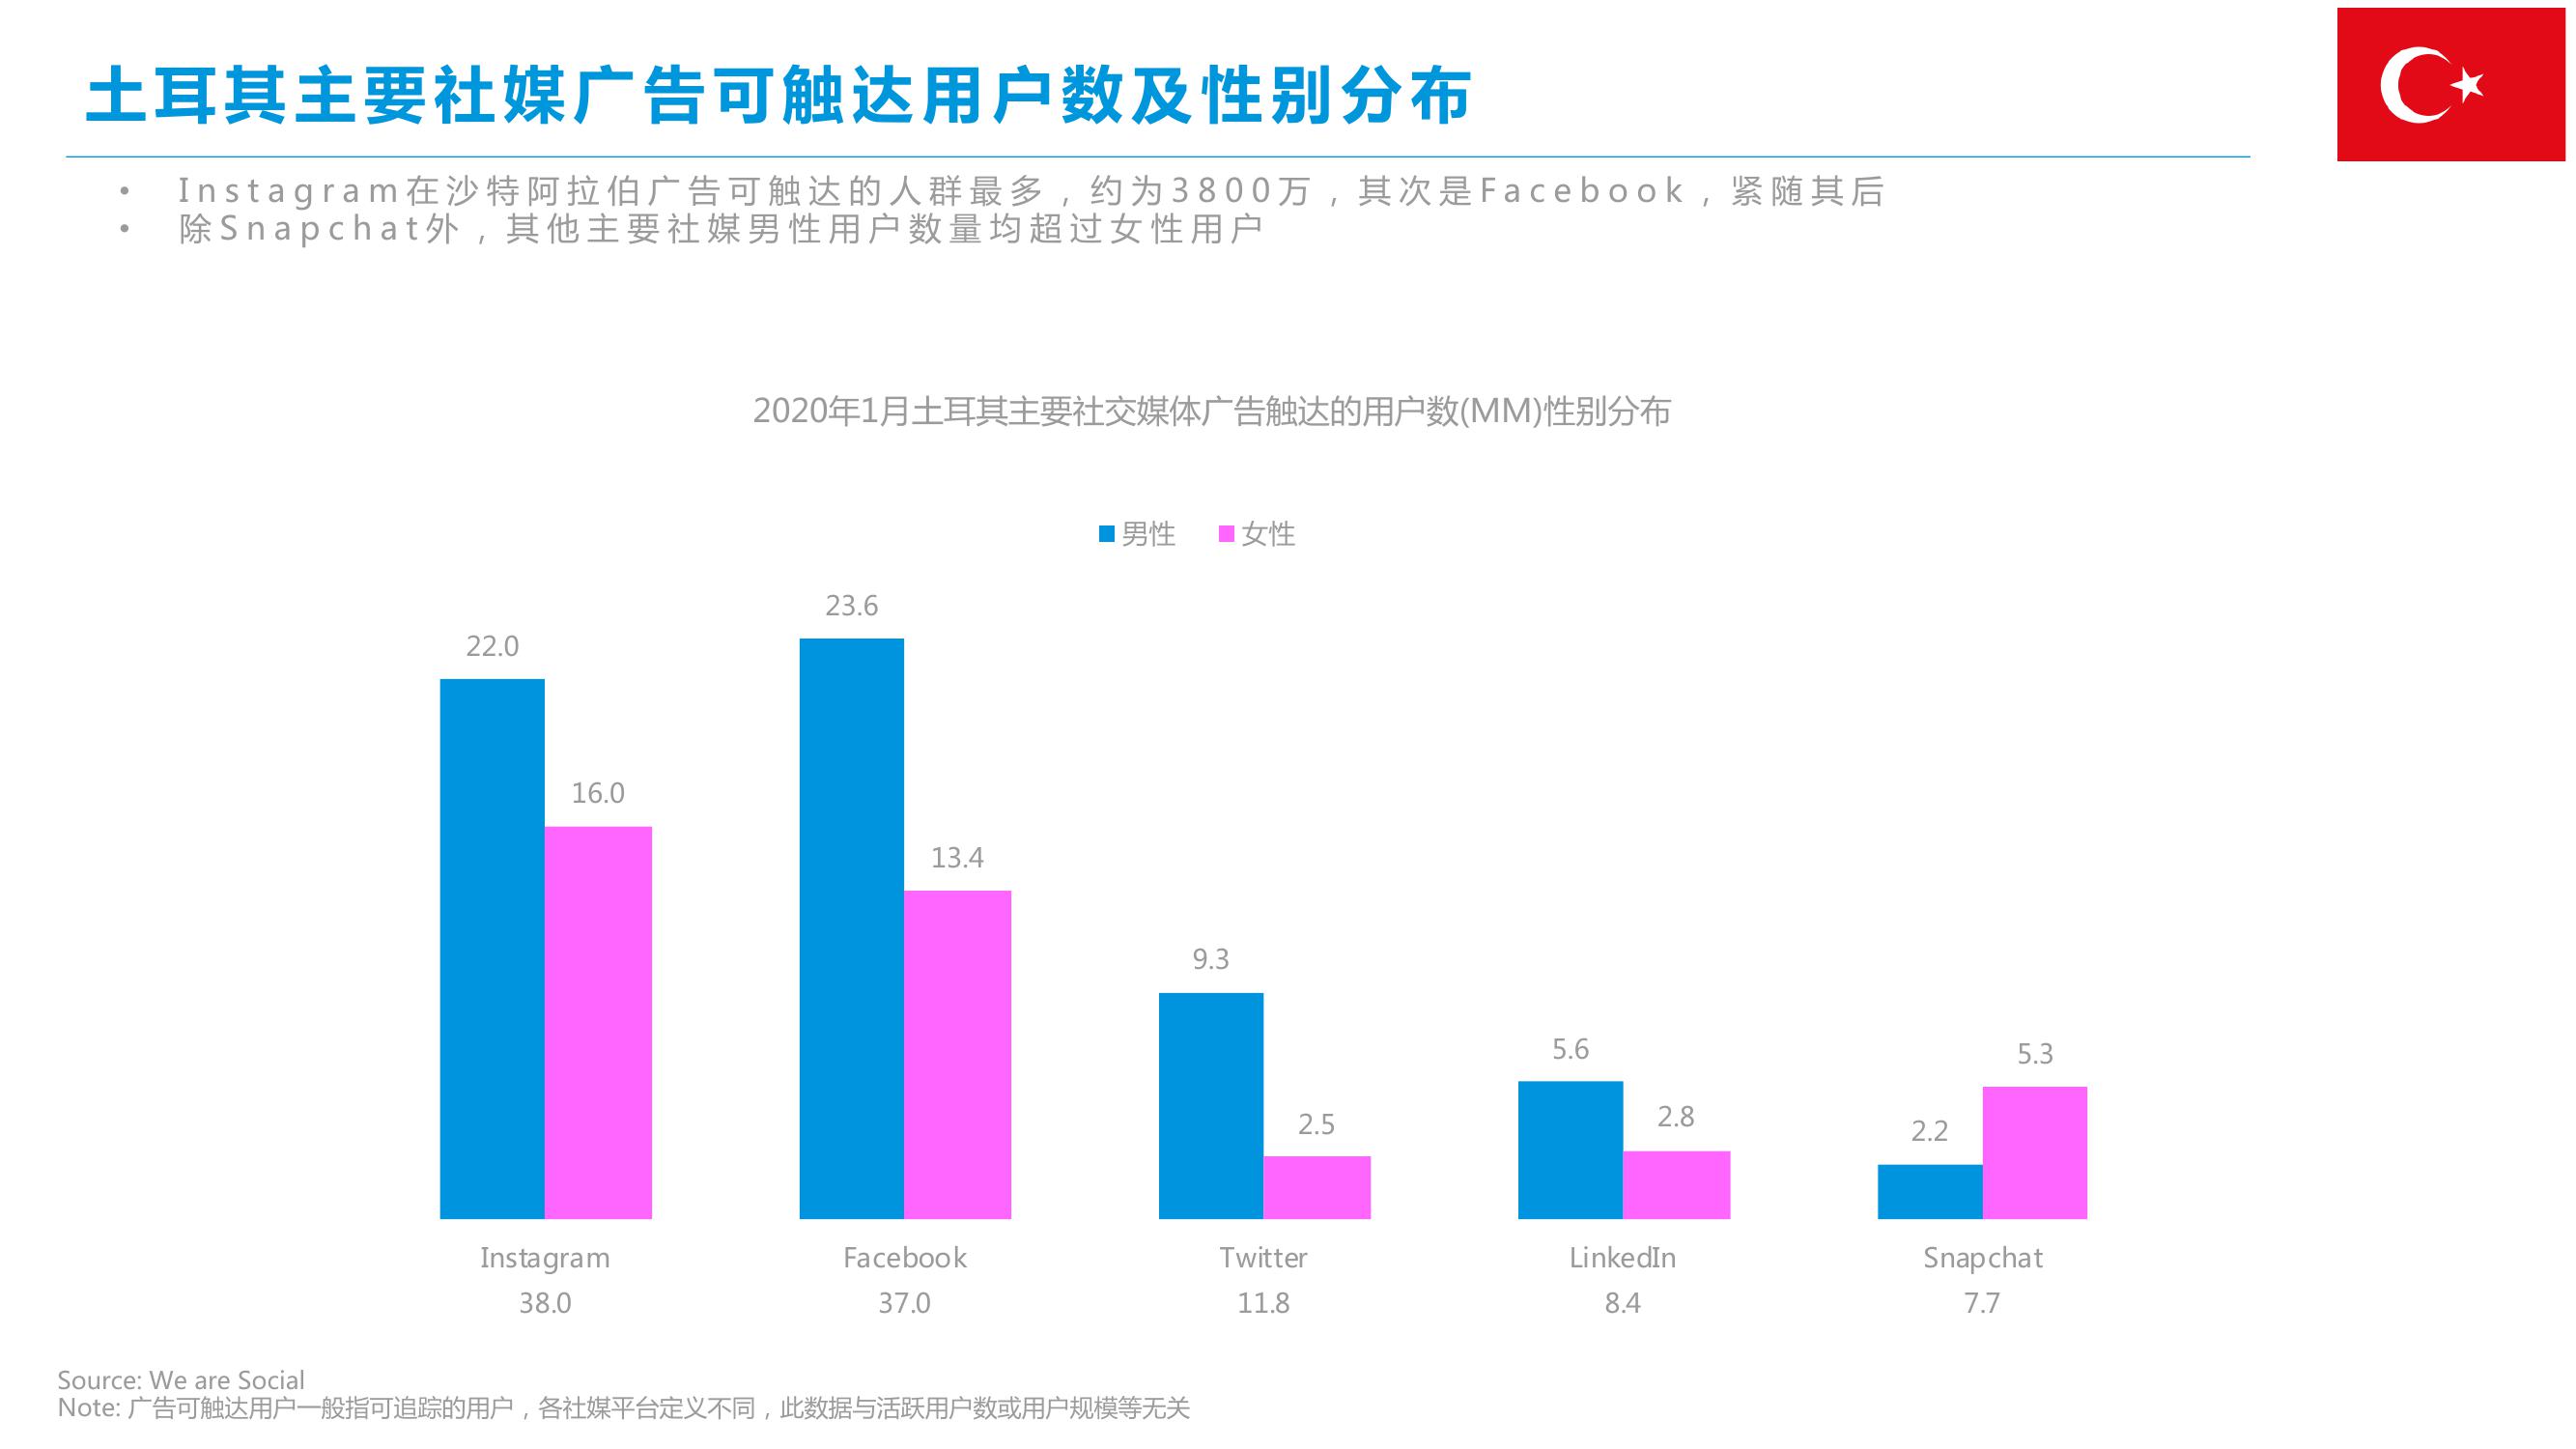 土耳其主要社媒广告可触达用户数及性别分布
• Instagram在沙特阿拉伯广告可触达的人群最多，约为3800万，其次是Facebook，紧随其后
• 除Snapchat外，其他主要社媒男性用户数量均超过女性用户
2020年1月土耳其主要社交媒体广告触达的用户数(MM)性别分布
男性 女性
22.0 16.0 23.6 13.4 9.3 2.5 5.6 2.8 2.2 5.3
Instagram Facebook Twitter LinkedIn Snapchat
38.0 37.0 11.8 8.4 7.7
Source: We are Social
Note: 广告可触达用户一般指可追踪的用户，各社媒平台定义不同，此数据与活跃用户数或用户规模等无关